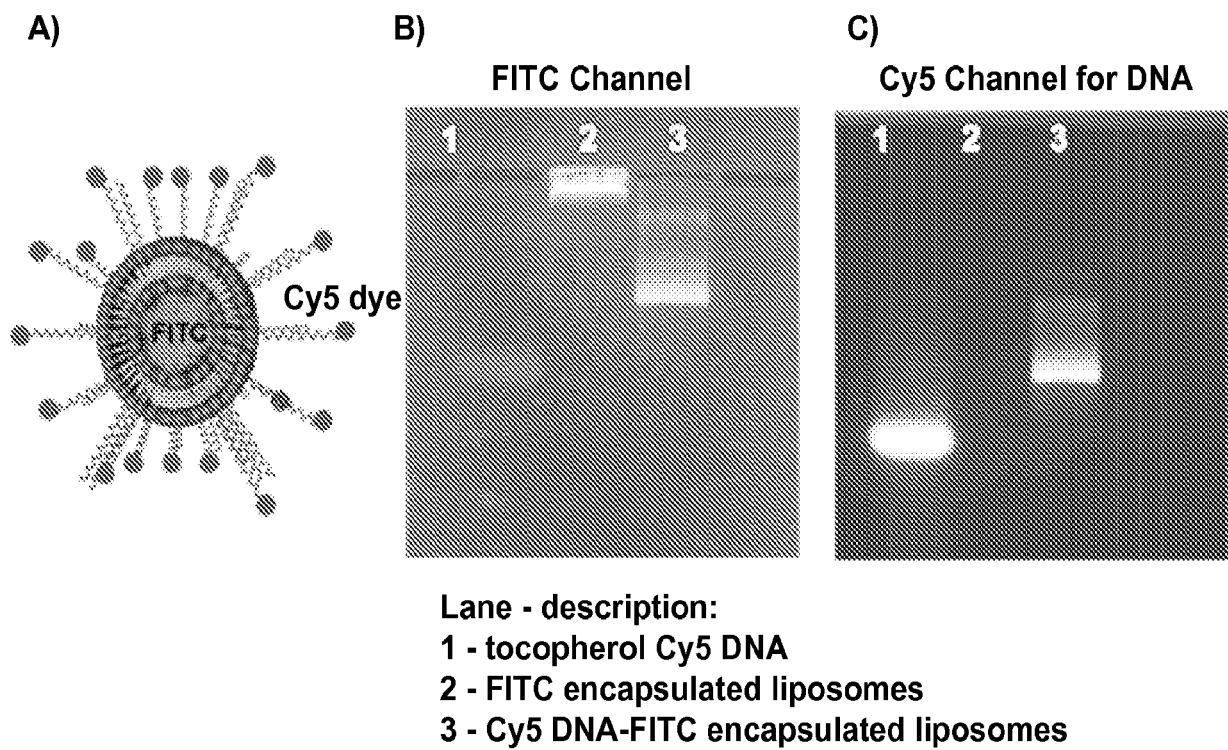 A)
B)
C)
FITC Channel
Cy5 Channel for DNA
1 2 3
1 2 3
FITC
Cy5 dye
Lane - description:
1 - tocopherol Cy5 DNA
2 - FITC encapsulated liposomes
3 - Cy5 DNA-FITC encapsulated liposomes